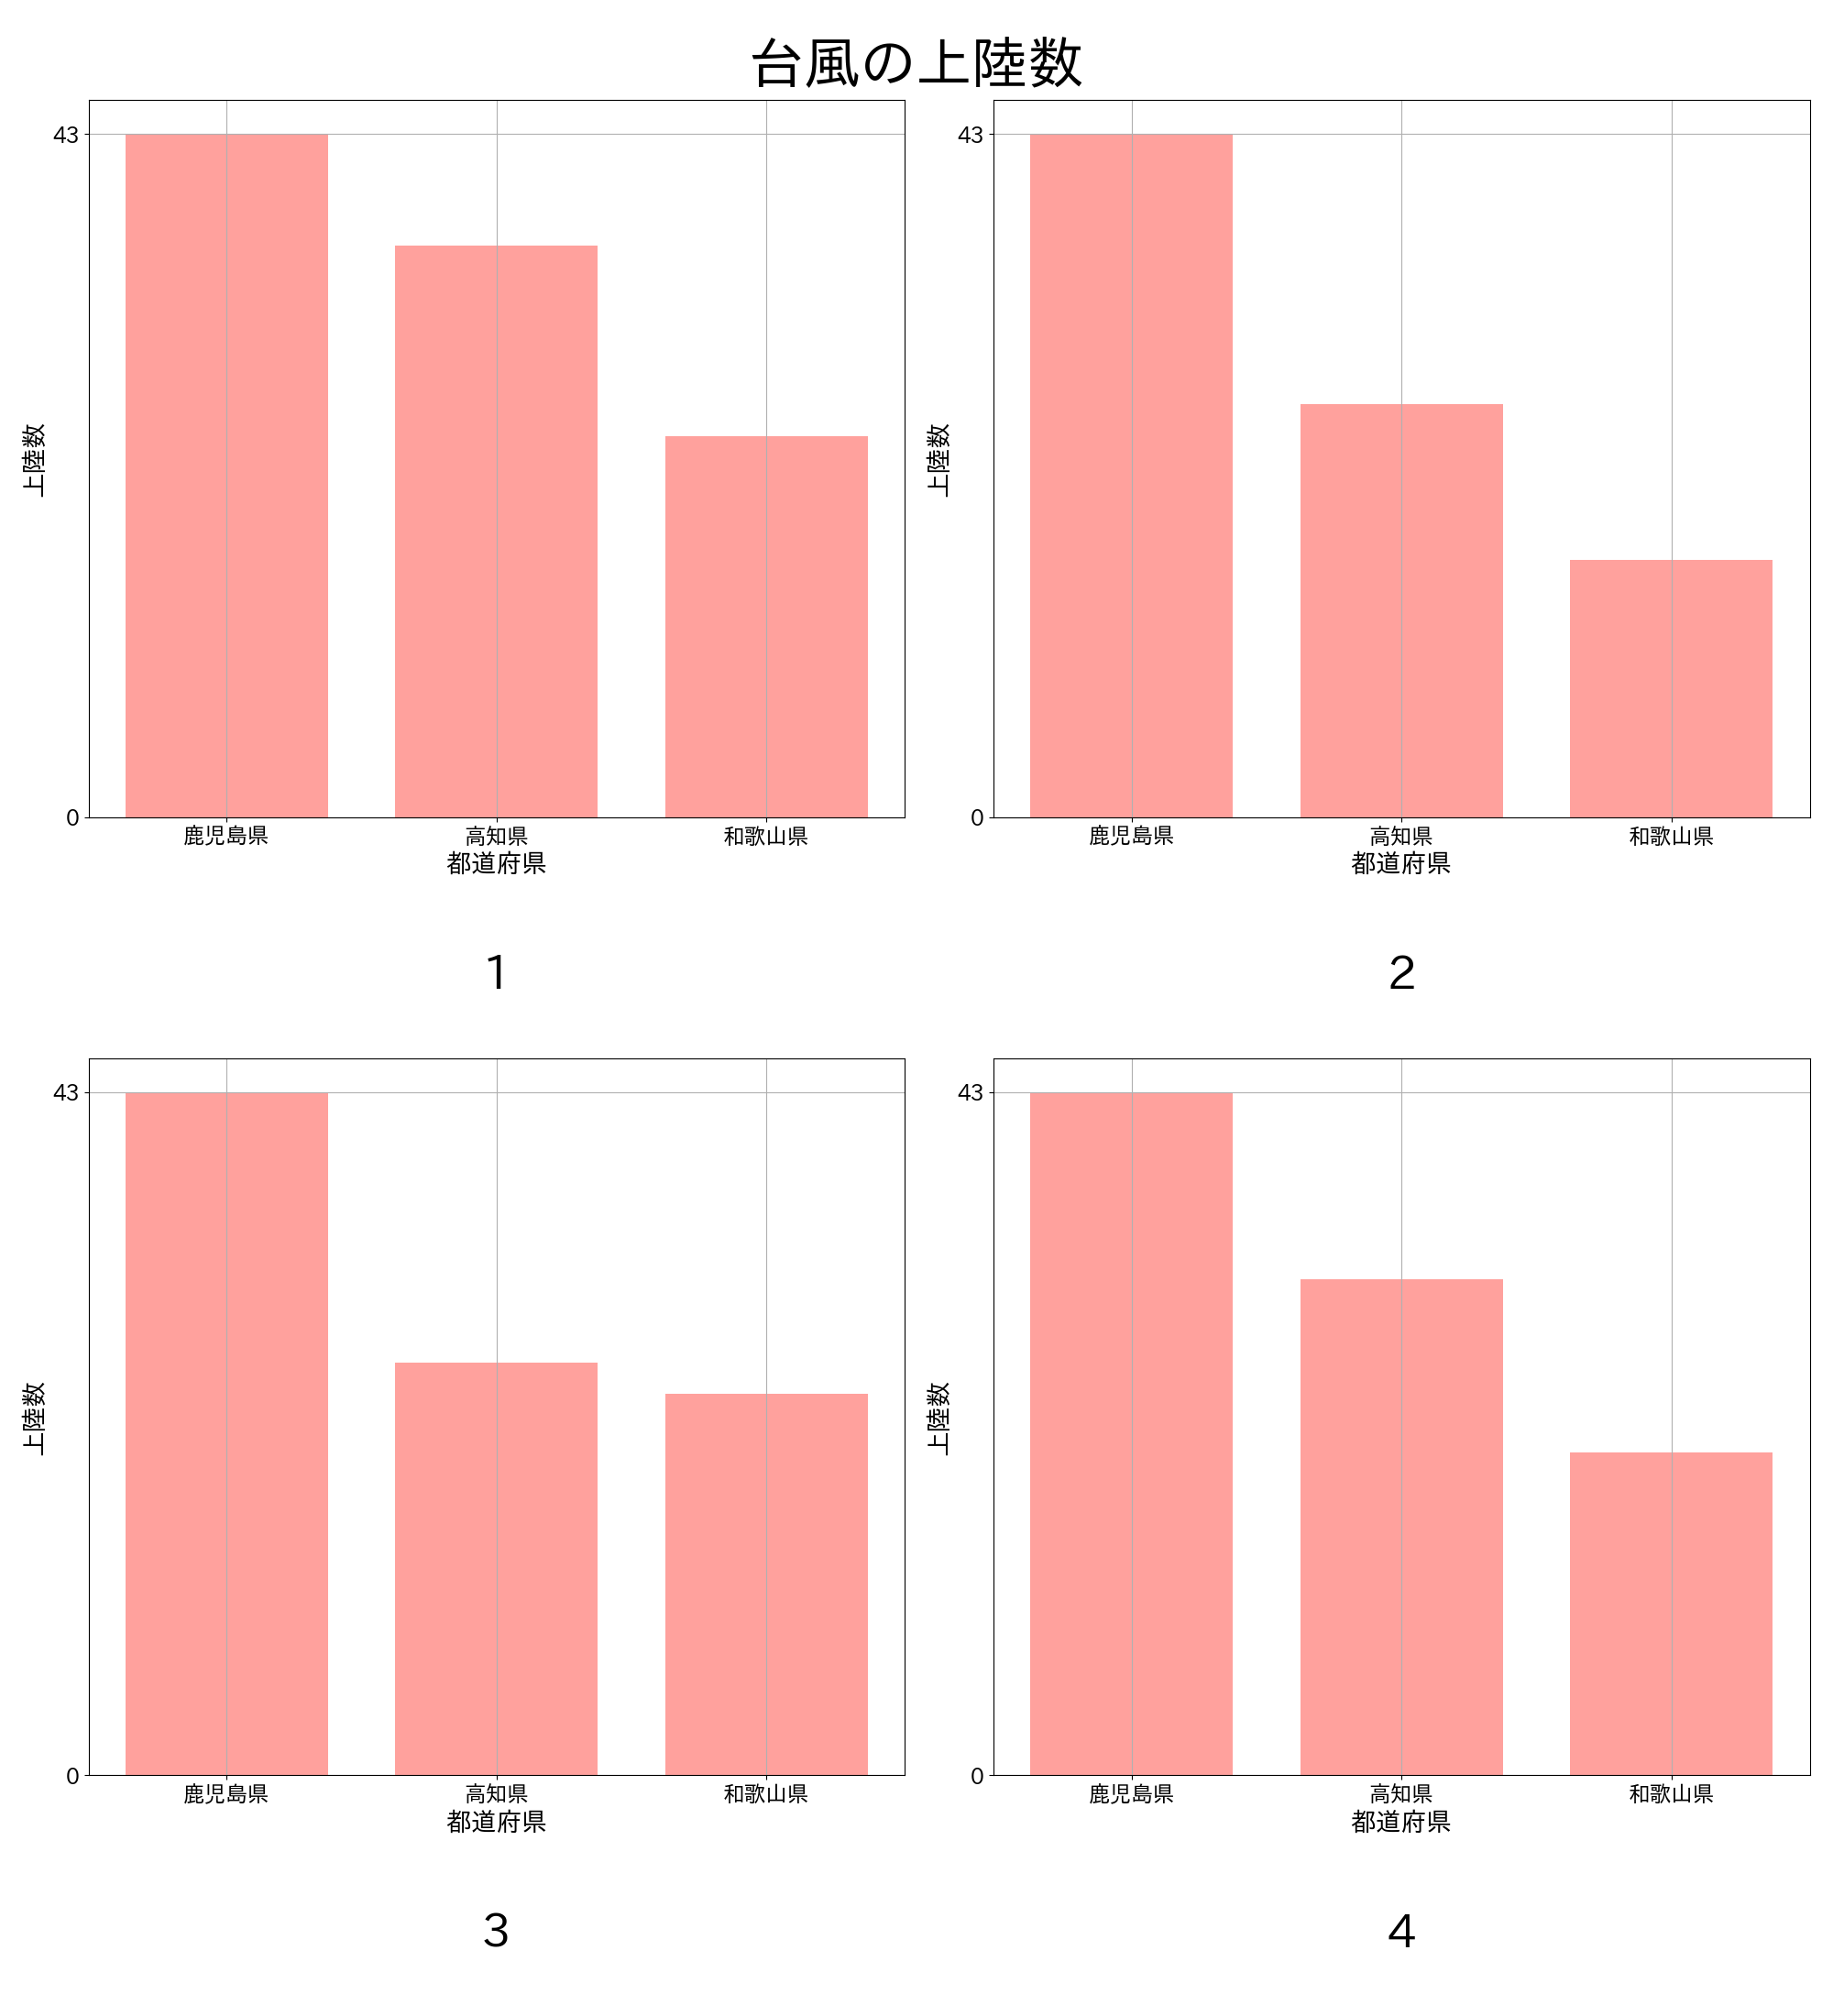 台風の上陸数
43
0
上陸数
鹿児島県 高知県 和歌山県
都道府県
1
43
0
上陸数
鹿児島県 高知県 和歌山県
都道府県
2
43
0
上陸数
鹿児島県 高知県 和歌山県
都道府県
3
43
0
上陸数
鹿児島県 高知県 和歌山県
都道府県
4